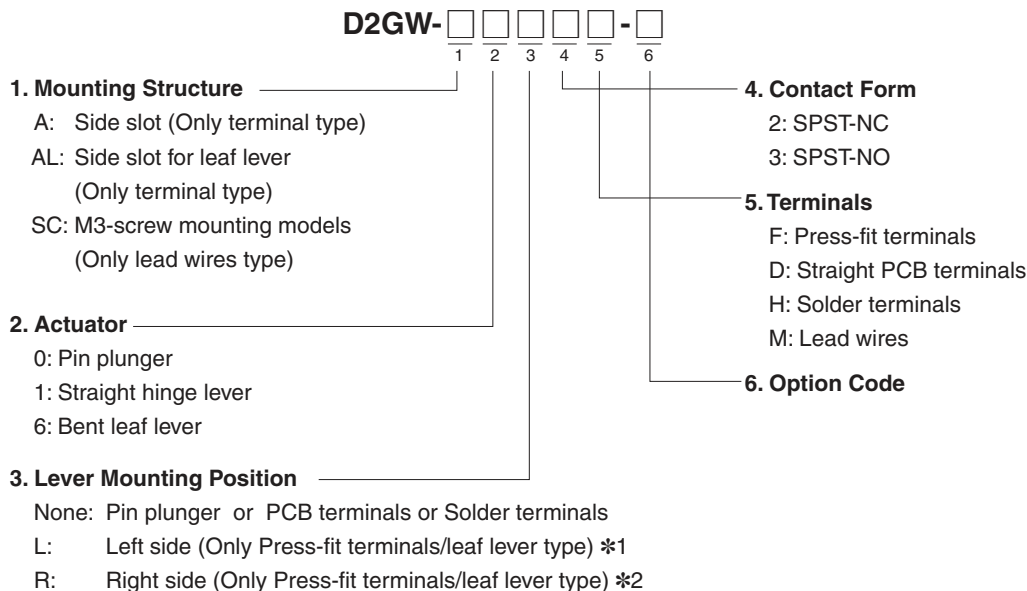 D2GW-□□□□□-□
1 2 3 4 5 6
1. Mounting Structure
A: Side slot (Only terminal type)
AL: Side slot for leaf lever
(Only terminal type)
SC: M3-screw mounting models
(Only lead wires type)
2. Actuator
0: Pin plunger
1: Straight hinge lever
6: Bent leaf lever
3. Lever Mounting Position
None: Pin plunger or PCB terminals or Solder terminals
L: Left side (Only Press-fit terminals/leaf lever type) ✻1
R: Right side (Only Press-fit terminals/leaf lever type) ✻2
4. Contact Form
2: SPST-NC
3: SPST-NO
5. Terminals
F: Press-fit terminals
D: Straight PCB terminals
H: Solder terminals
M: Lead wires
6. Option Code